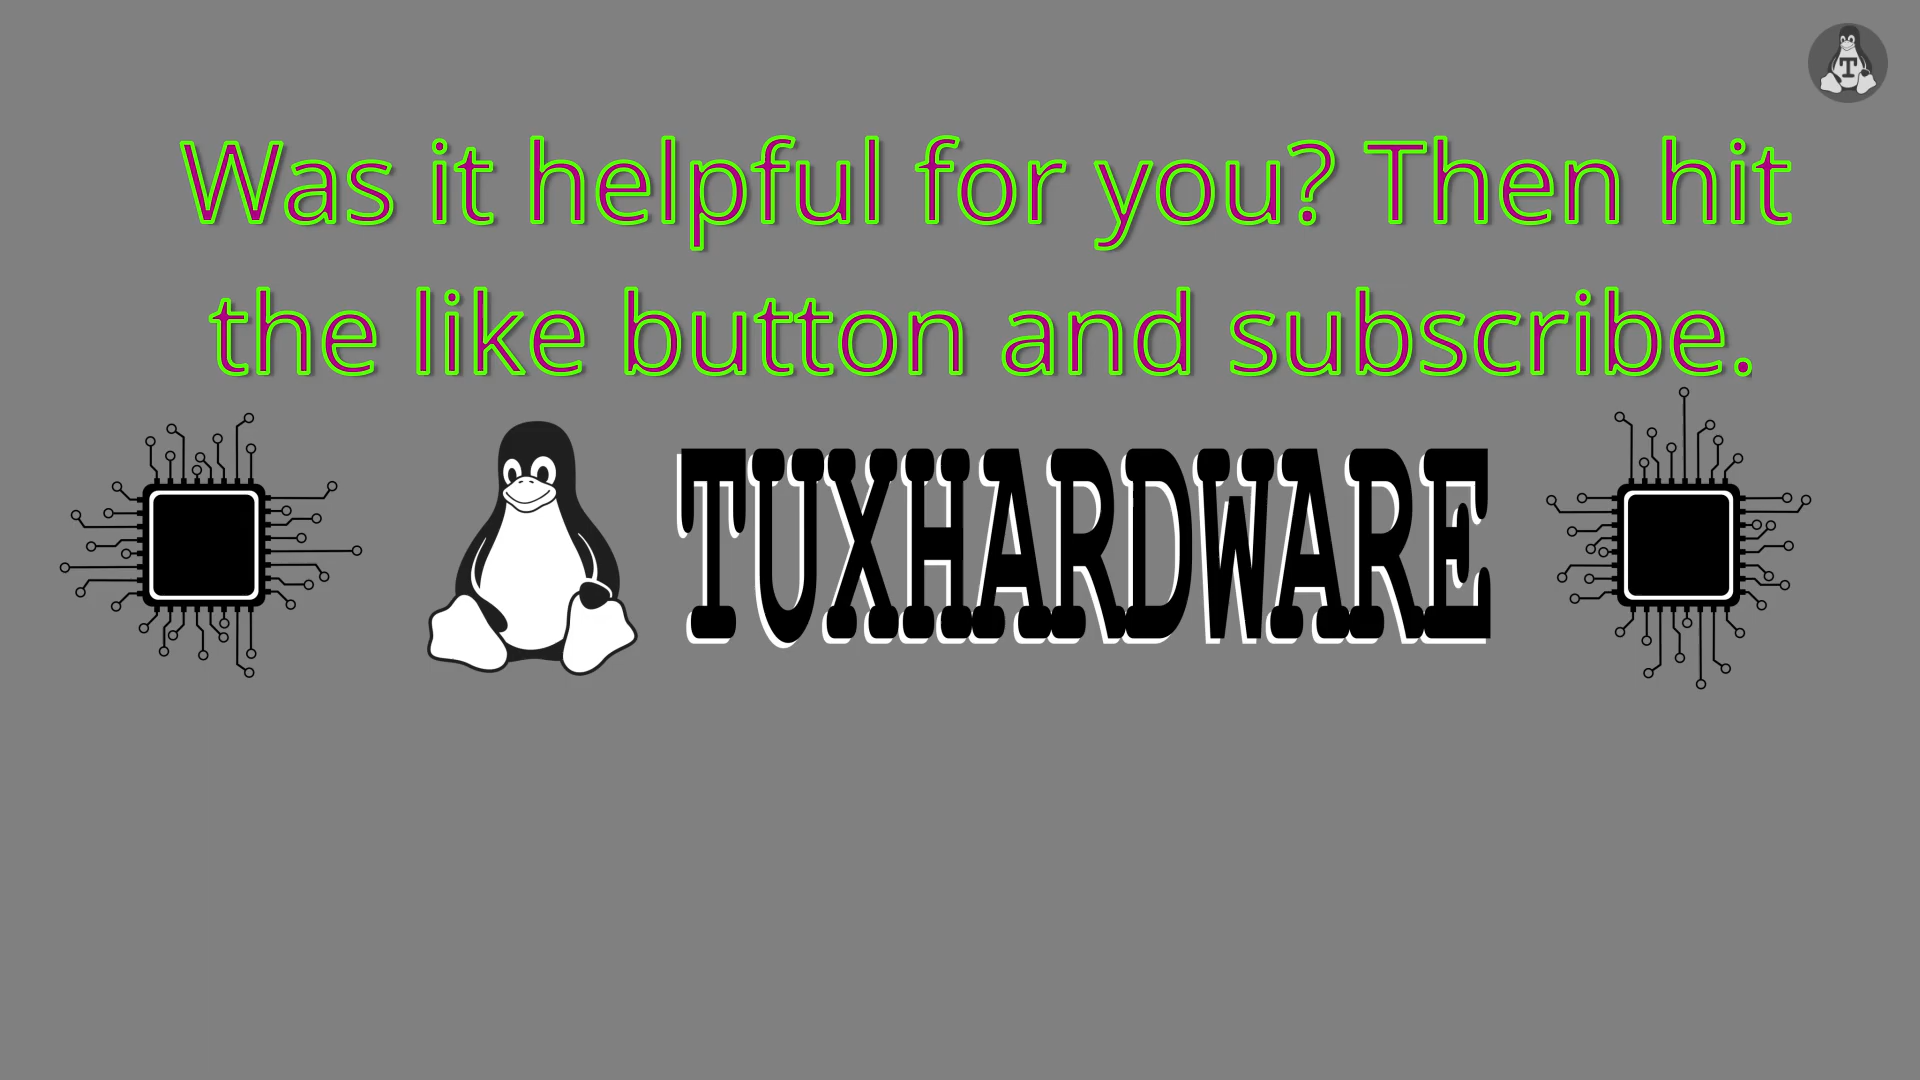 T
Was it helpful for you? Then hit
the like button and subscribe.
TUXHARDWARE